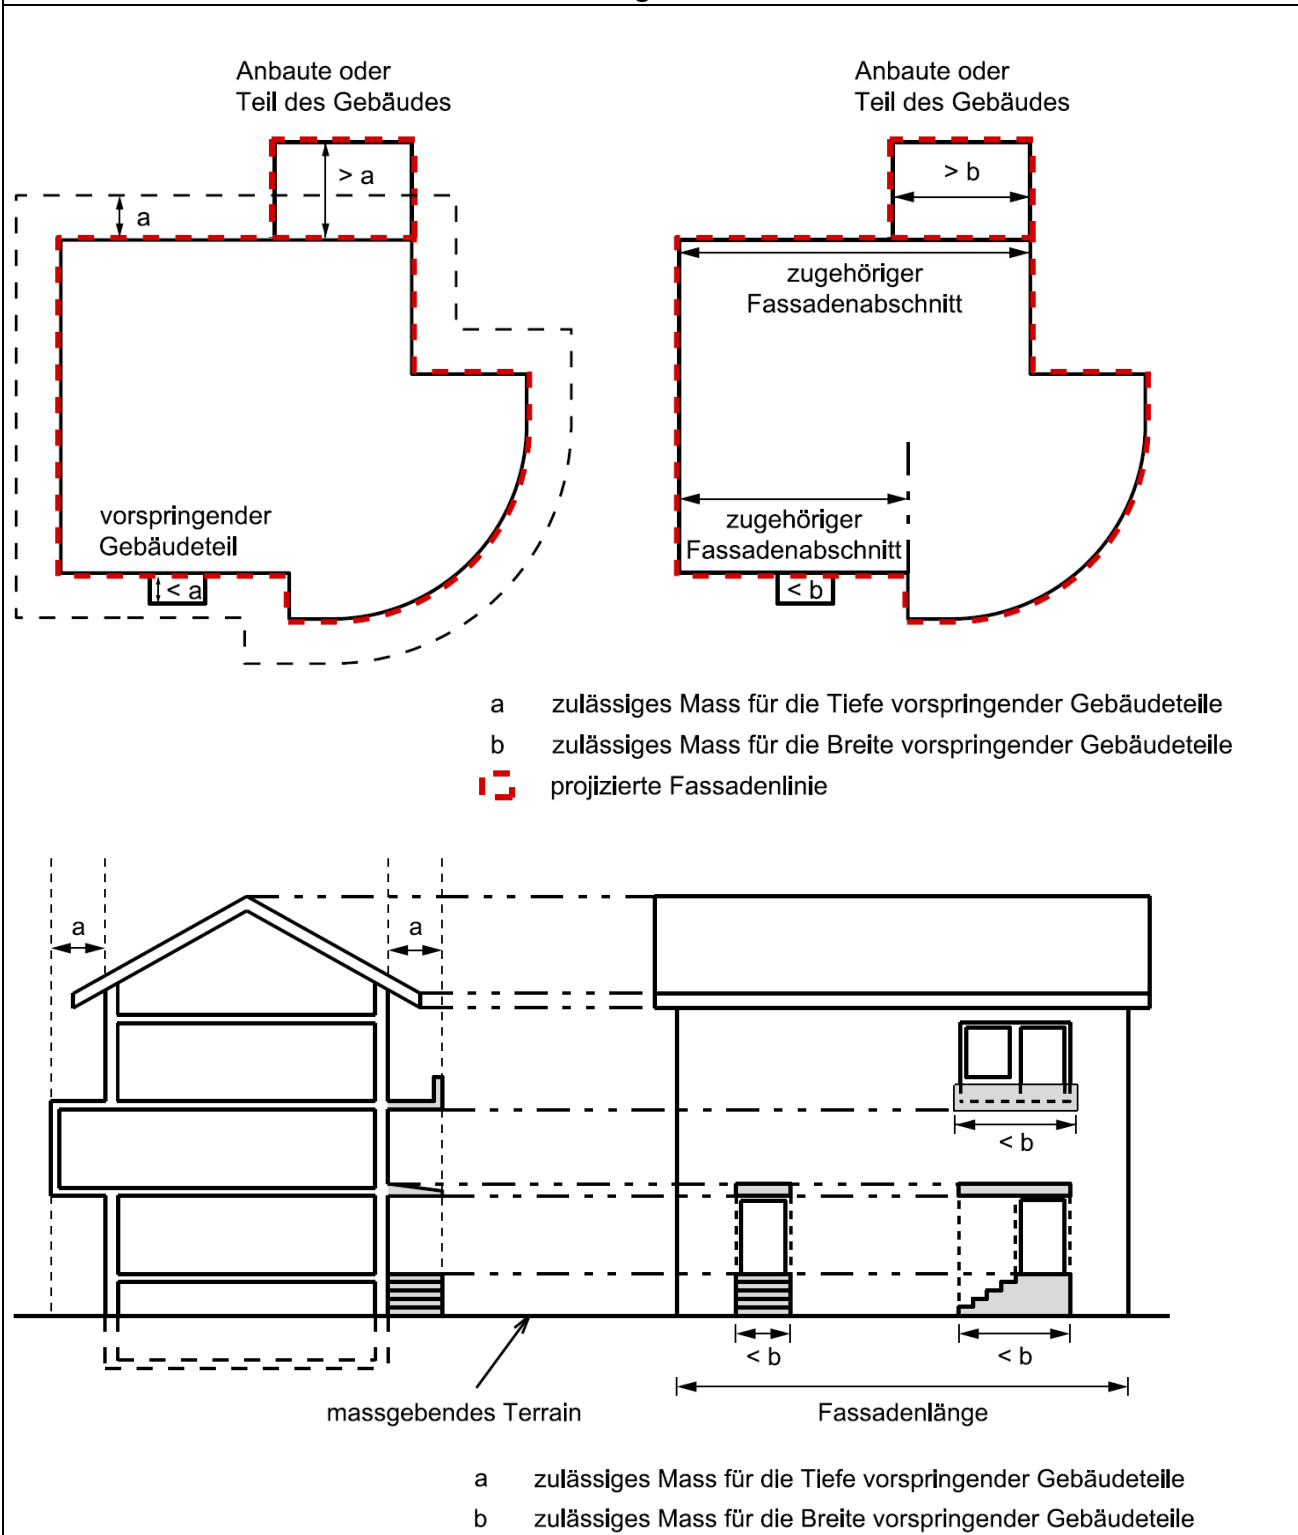 Anbaute oder
Teil des Gebäudes
> a
a
vorspringender
Gebäudeteil
< a
Anbaute oder
Teil des Gebäudes
> b
zugehöriger
Fassadenabschnitt
zugehöriger
Fassadenabschnitt
< b
a zulässiges Mass für die Tiefe vorspringender Gebäudeteile
b zulässiges Mass für die Breite vorspringender Gebäudeteile
projizierte Fassadenlinie
a
a
< b
< b
< b
massgebendes Terrain
Fassadenlänge
a zulässiges Mass für die Tiefe vorspringender Gebäudeteile
b zulässiges Mass für die Breite vorspringender Gebäudeteile